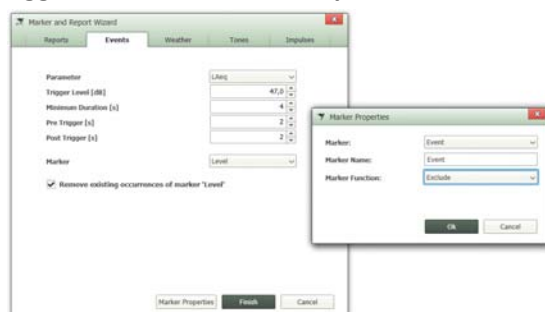 Marker and Report Wizard
Reports Events Weather Tones Impulses
Parameter LAeq
Trigger Level [dB] 47,0
Minimum Duration [s] 4
Pre Trigger [s] 2
Post Trigger [s] 2
Marker Level
Remove existing occurrences of marker 'Level'
Marker Properties Finish Cancel
Marker Properties
Marker: Event
Marker Name: Event
Marker Function: Exclude
Ok Cancel